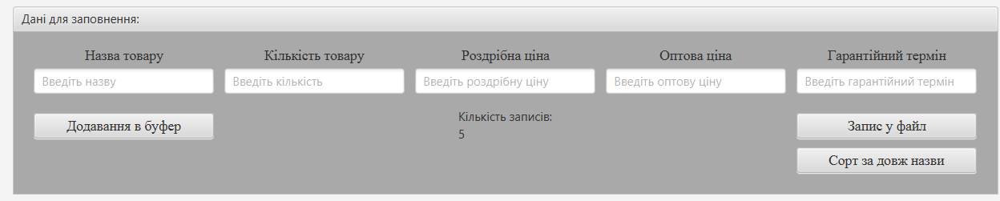 Дані для заповнення:
Назва товару
Кількість товару
Роздрібна ціна
Оптова ціна
Гарантійний термін
Введіть назву
Введіть кількість
Введіть роздрібну ціну
Введіть оптову ціну
Введіть гарантійний термін
Додавання в буфер
Кількість записів:
5
Запис у файл
Сорт за довж назви